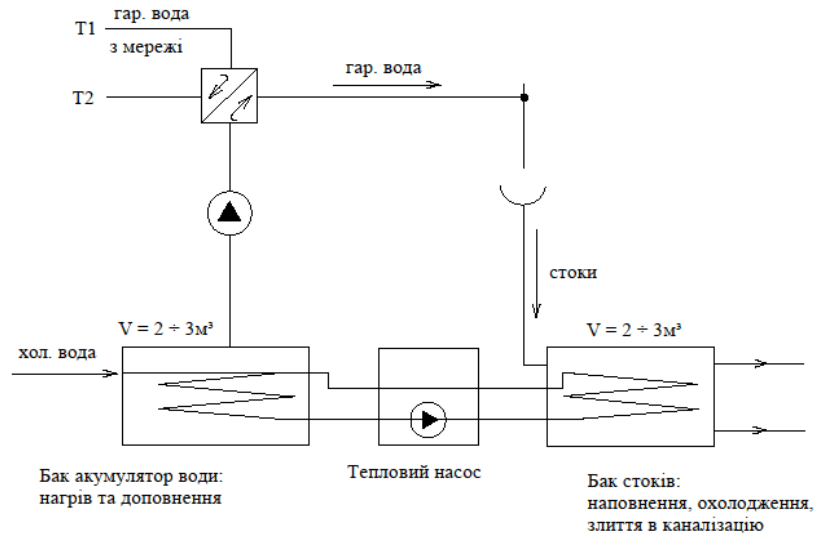 гар. вода
T1
з мережі
гар. вода
T2
стоки
V = 2 ÷ 3м³
V = 2 ÷ 3м³
хол. вода
Бак акумулятор води:
нагрів та доповнення
Тепловий насос
Бак стоків:
наповнення, охолодження,
злиття в каналізацію